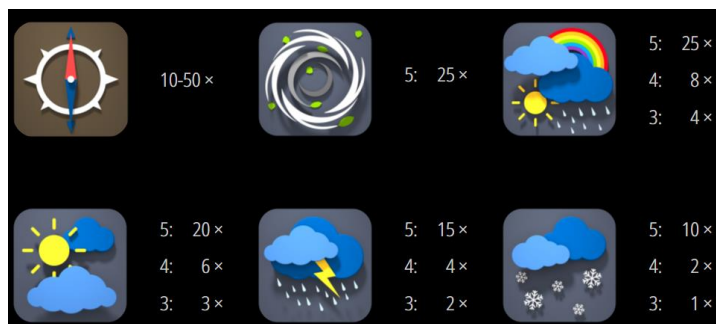 10-50 ×
5: 25 ×
5: 25 ×
4: 8 ×
3: 4 ×
5: 20 ×
4: 6 ×
3: 3 ×
5: 15 ×
4: 4 ×
3: 2 ×
5: 10 ×
4: 2 ×
3: 1 ×